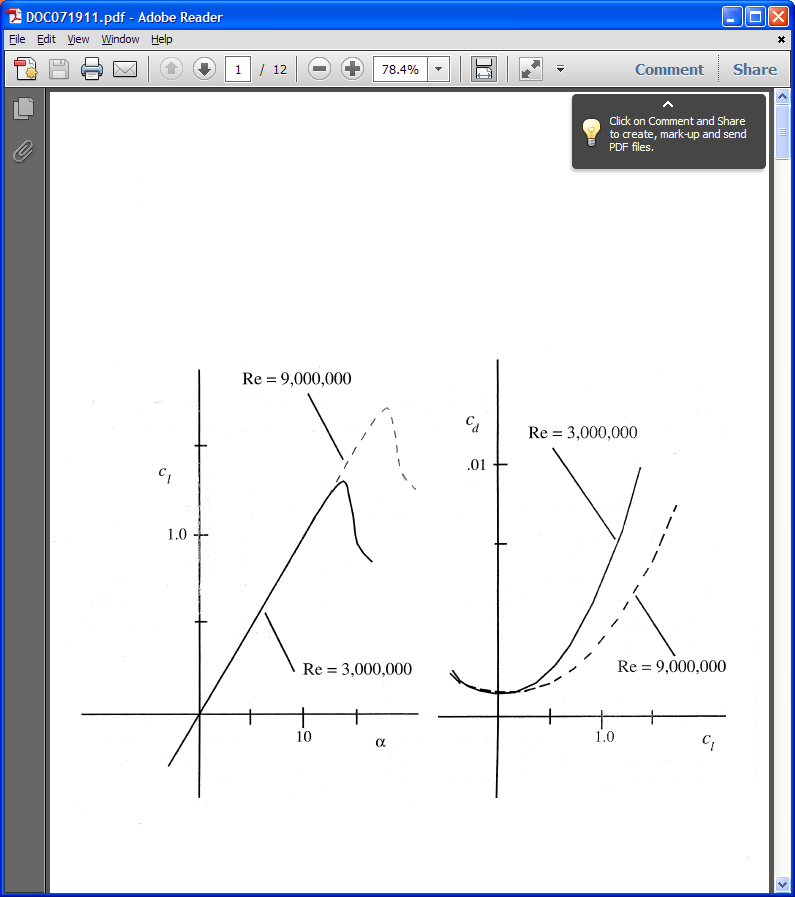 DOC071911.pdf - Adobe Reader
File Edit View Window Help
1 / 12 78.4% Comment Share
Click on Comment and Share
to create, mark-up and send
PDF files.
Re = 9,000,000
c_l
1.0
Re = 3,000,000
10
α
c_d
Re = 3,000,000
.01
Re = 9,000,000
1.0
c_l